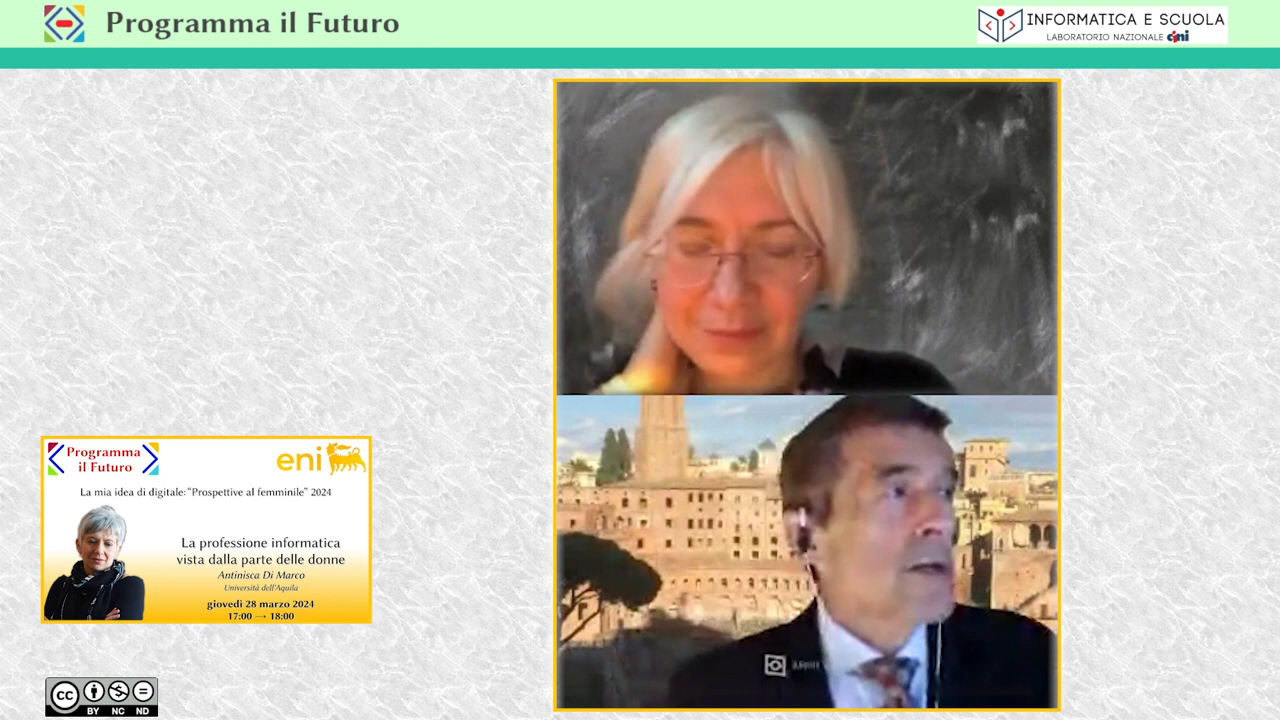 Programma il Futuro
INFORMATICA E SCUOLA
LABORATORIO NAZIONALE cini
Programma
il Futuro
eni
La mia idea di digitale: "Prospettive al femminile" 2024
La professione informatica
vista dalla parte delle donne
Antinisca Di Marco
Università dell'Aquila
giovedì 28 marzo 2024
17:00 → 18:00
cc
BY NC ND